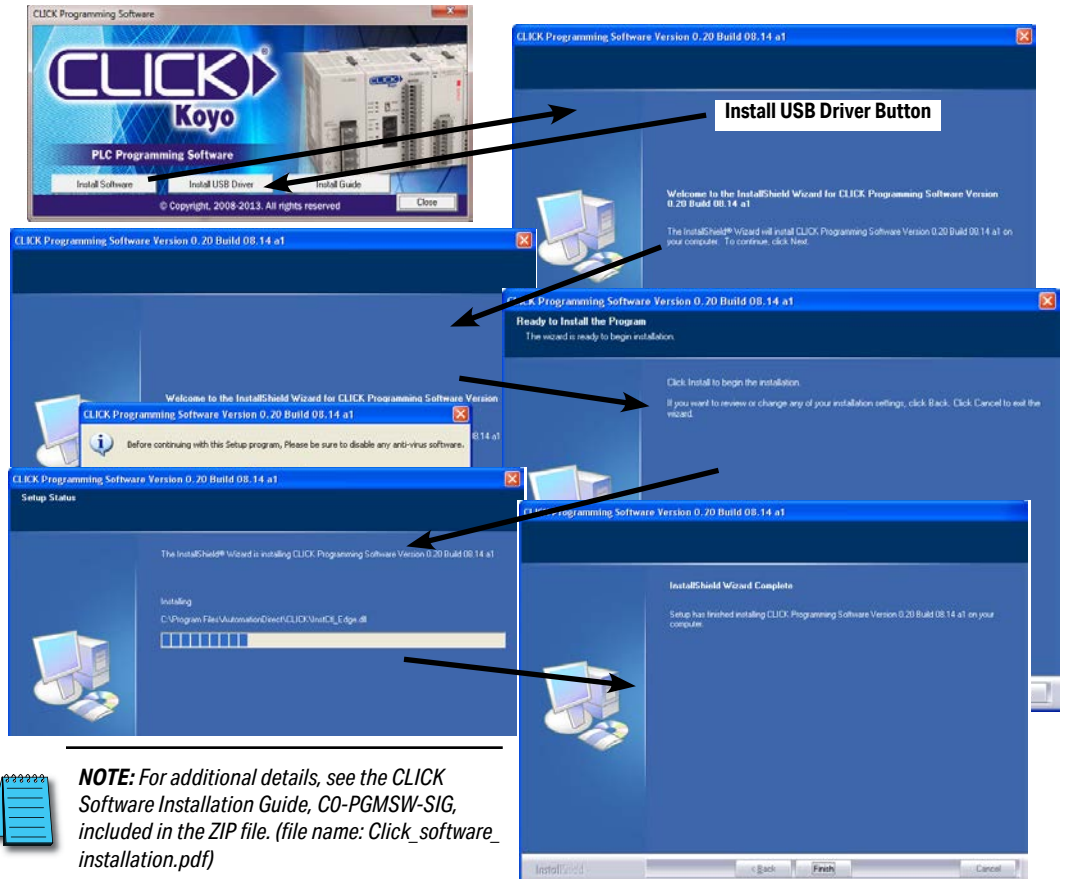 CLICK Programming Software
CLICK
Koyo
PLC Programming Software
Install Software
Install USB Driver
Install Guide
© Copyright, 2008-2013. All rights reserved
Close
CLICK Programming Software Version 0.20 Build 08.14 a1
Install USB Driver Button
Welcome to the InstallShield Wizard for CLICK Programming Software Version
0.20 Build 08.14 a1
The InstallShield® Wizard will install CLICK Programming Software Version 0.20 Build 08.14 a1 on
your computer. To continue, click Next.
CLICK Programming Software Version 0.20 Build 08.14 a1
Welcome to the InstallShield Wizard for CLICK Programming Software Version
08.14 a1
CLICK Programming Software Version 0.20 Build 08.14 a1
Before continuing with this Setup program, Please be sure to disable any anti-virus software.
CLICK Programming Software Version 0.20 Build 08.14 a1
Ready to Install the Program
The wizard is ready to begin installation.
Click Install to begin the installation.
If you want to review or change any of your installation settings, click Back. Click Cancel to exit the
wizard.
CLICK Programming Software Version 0.20 Build 08.14 a1
Setup Status
The InstallShield® Wizard is installing CLICK Programming Software Version 0.20 Build 08.14 a1
Installing
C:\Program Files\AutomationDirect\CLICK\InstCtl_Edge.dll
CLICK Programming Software Version 0.20 Build 08.14 a1
InstallShield Wizard Complete
Setup has finished installing CLICK Programming Software Version 0.20 Build 08.14 a1 on your
computer.
InstallShield
< Back
Finish
Cancel
NOTE: For additional details, see the CLICK
Software Installation Guide, C0-PGMSW-SIG,
included in the ZIP file. (file name: Click_software_
installation.pdf)